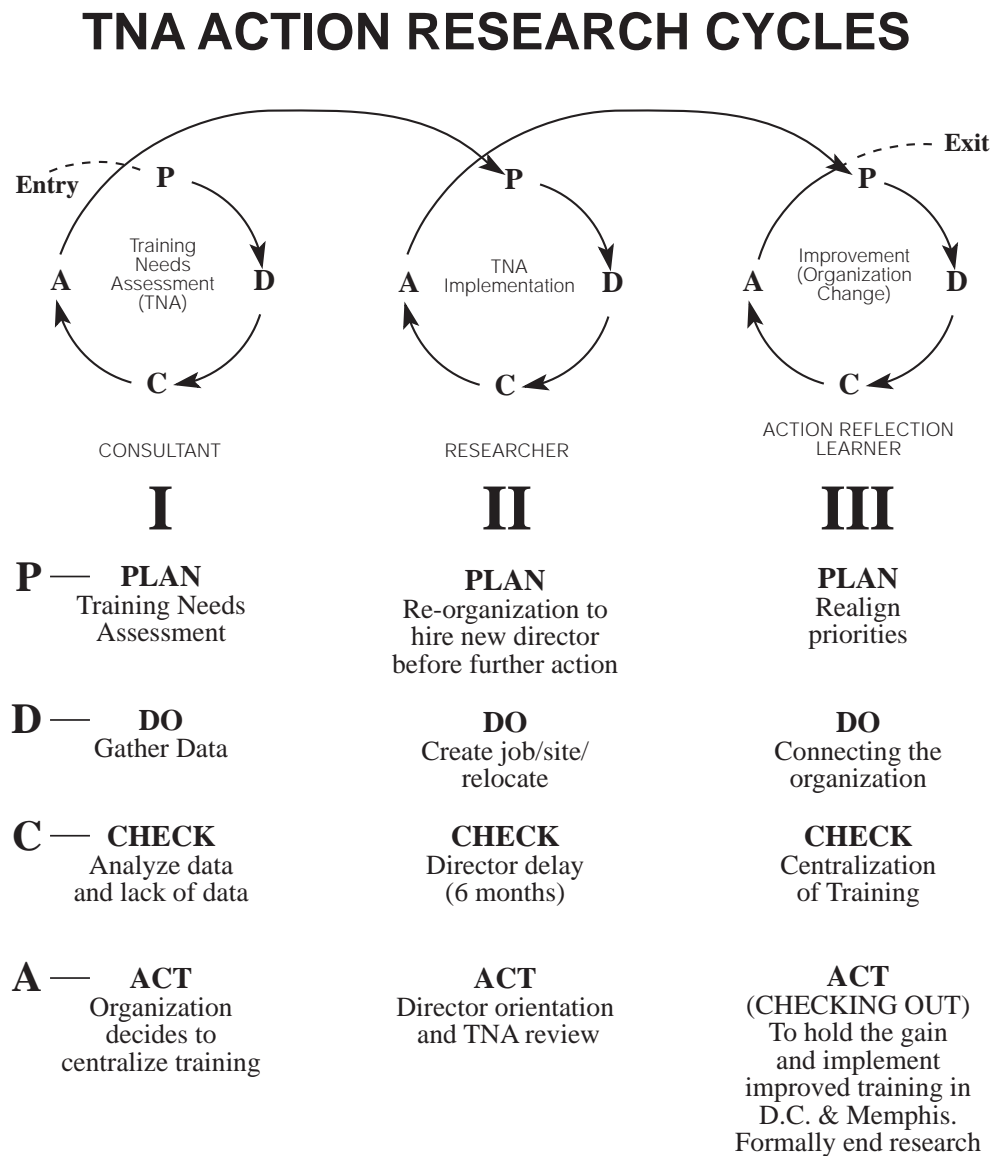 TNA ACTION RESEARCH CYCLES
Entry
P
D
C
A
Training
Needs
Assessment
(TNA)
P
D
C
A
TNA
Implementation
Exit
P
D
C
A
Improvement
(Organization
Change)
CONSULTANT
I
RESEARCHER
II
ACTION REFLECTION
LEARNER
III
P
PLAN
Training Needs
Assessment
PLAN
Re-organization to
hire new director
before further action
PLAN
Realign
priorities
D
DO
Gather Data
DO
Create job/site/
relocate
DO
Connecting the
organization
C
CHECK
Analyze data
and lack of data
CHECK
Director delay
(6 months)
CHECK
Centralization
of Training
A
ACT
Organization
decides to
centralize training
ACT
Director orientation
and TNA review
ACT
(CHECKING OUT)
To hold the gain
and implement
improved training in
D.C. & Memphis.
Formally end research